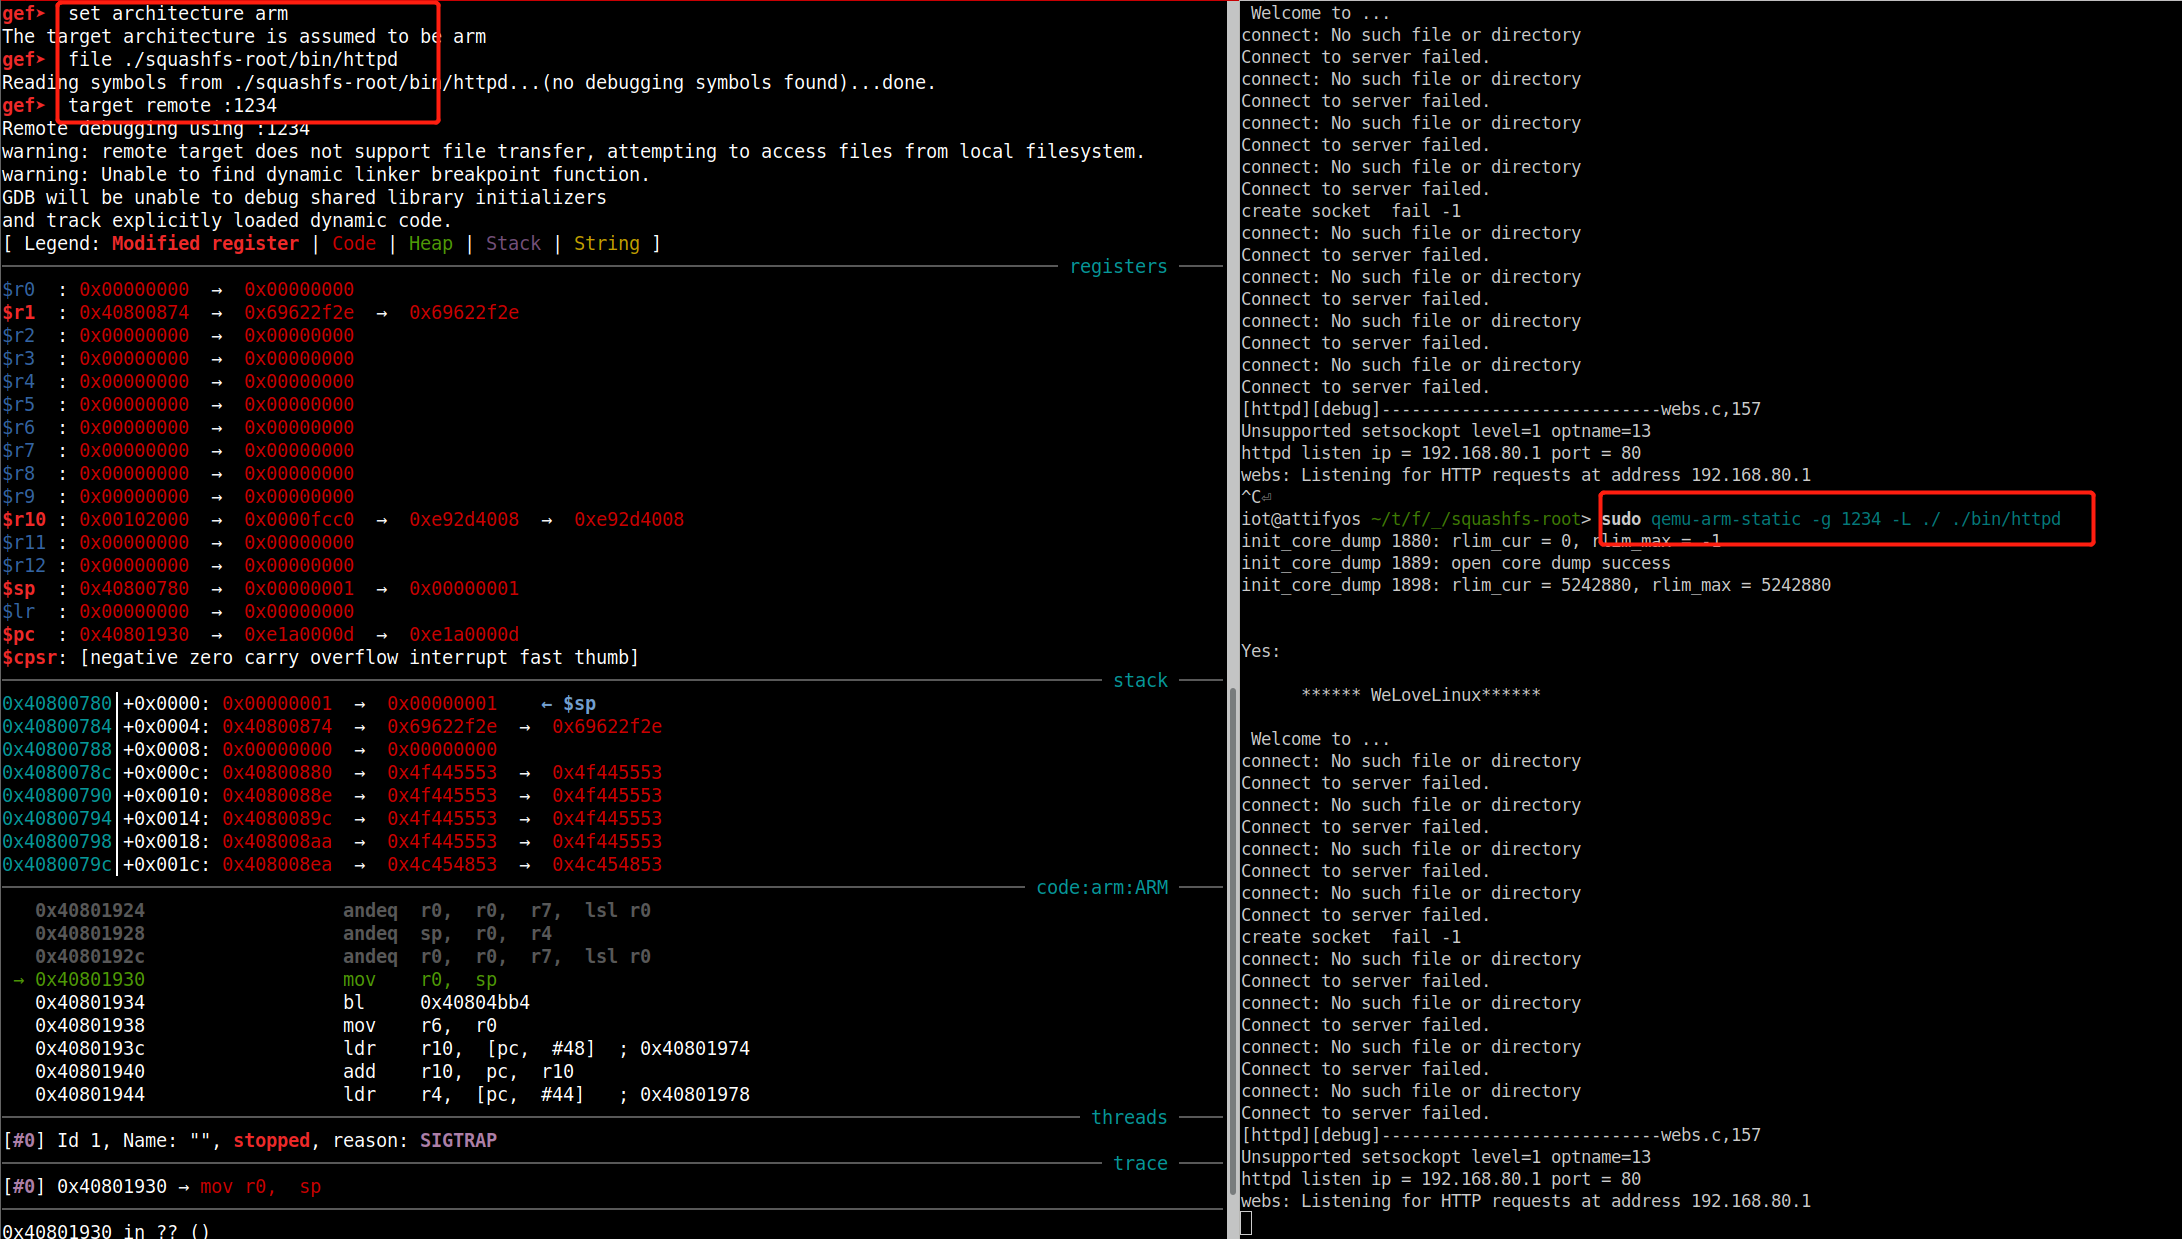 gef➤  set architecture arm
The target architecture is assumed to be arm
gef➤  file ./squashfs-root/bin/httpd
Reading symbols from ./squashfs-root/bin/httpd...(no debugging symbols found)...done.
gef➤  target remote :1234
Remote debugging using :1234
warning: remote target does not support file transfer, attempting to access files from local filesystem.
warning: Unable to find dynamic linker breakpoint function.
GDB will be unable to debug shared library initializers
and track explicitly loaded dynamic code.
[ Legend: Modified register | Code | Heap | Stack | String ]
registers
$r0  : 0x00000000  →  0x00000000
$r1  : 0x40800874  →  0x69622f2e  →  0x69622f2e
$r2  : 0x00000000  →  0x00000000
$r3  : 0x00000000  →  0x00000000
$r4  : 0x00000000  →  0x00000000
$r5  : 0x00000000  →  0x00000000
$r6  : 0x00000000  →  0x00000000
$r7  : 0x00000000  →  0x00000000
$r8  : 0x00000000  →  0x00000000
$r9  : 0x00000000  →  0x00000000
$r10 : 0x00102000  →  0x0000fcc0  →  0xe92d4008  →  0xe92d4008
$r11 : 0x00000000  →  0x00000000
$r12 : 0x00000000  →  0x00000000
$sp  : 0x40800780  →  0x00000001  →  0x00000001
$lr  : 0x00000000  →  0x00000000
$pc  : 0x40801930  →  0xe1a0000d  →  0xe1a0000d
$cpsr: [negative zero carry overflow interrupt fast thumb]
stack
0x40800780│+0x0000: 0x00000001  →  0x00000001    ← $sp
0x40800784│+0x0004: 0x40800874  →  0x69622f2e  →  0x69622f2e
0x40800788│+0x0008: 0x00000000  →  0x00000000
0x4080078c│+0x000c: 0x40800880  →  0x4f445553  →  0x4f445553
0x40800790│+0x0010: 0x4080088e  →  0x4f445553  →  0x4f445553
0x40800794│+0x0014: 0x4080089c  →  0x4f445553  →  0x4f445553
0x40800798│+0x0018: 0x408008aa  →  0x4f445553  →  0x4f445553
0x4080079c│+0x001c: 0x408008ea  →  0x4c454853  →  0x4c454853
code:arm:ARM
0x40801924                  andeq  r0,  r0,  r7,  lsl r0
0x40801928                  andeq  sp,  r0,  r4
0x4080192c                  andeq  r0,  r0,  r7,  lsl r0
→ 0x40801930                  mov    r0,  sp
0x40801934                  bl     0x40804bb4
0x40801938                  mov    r6,  r0
0x4080193c                  ldr    r10,  [pc,  #48]  ; 0x40801974
0x40801940                  add    r10,  pc,  r10
0x40801944                  ldr    r4,  [pc,  #44]   ; 0x40801978
threads
[#0] Id 1, Name: "", stopped, reason: SIGTRAP
trace
[#0] 0x40801930 → mov r0,  sp
0x40801930 in ?? ()
Welcome to ...
connect: No such file or directory
Connect to server failed.
connect: No such file or directory
Connect to server failed.
connect: No such file or directory
Connect to server failed.
connect: No such file or directory
Connect to server failed.
create socket  fail -1
connect: No such file or directory
Connect to server failed.
connect: No such file or directory
Connect to server failed.
connect: No such file or directory
Connect to server failed.
connect: No such file or directory
Connect to server failed.
[httpd][debug]----------------------------webs.c,157
Unsupported setsockopt level=1 optname=13
httpd listen ip = 192.168.80.1 port = 80
webs: Listening for HTTP requests at address 192.168.80.1
^C⏎
iot@attifyos ~/t/f/_/squashfs-root> sudo qemu-arm-static -g 1234 -L ./ ./bin/httpd
init_core_dump 1880: rlim_cur = 0, rlim_max = -1
init_core_dump 1889: open core dump success
init_core_dump 1898: rlim_cur = 5242880, rlim_max = 5242880
Yes:
****** WeLoveLinux******
Welcome to ...
connect: No such file or directory
Connect to server failed.
connect: No such file or directory
Connect to server failed.
connect: No such file or directory
Connect to server failed.
connect: No such file or directory
Connect to server failed.
create socket  fail -1
connect: No such file or directory
Connect to server failed.
connect: No such file or directory
Connect to server failed.
connect: No such file or directory
Connect to server failed.
connect: No such file or directory
Connect to server failed.
[httpd][debug]----------------------------webs.c,157
Unsupported setsockopt level=1 optname=13
httpd listen ip = 192.168.80.1 port = 80
webs: Listening for HTTP requests at address 192.168.80.1